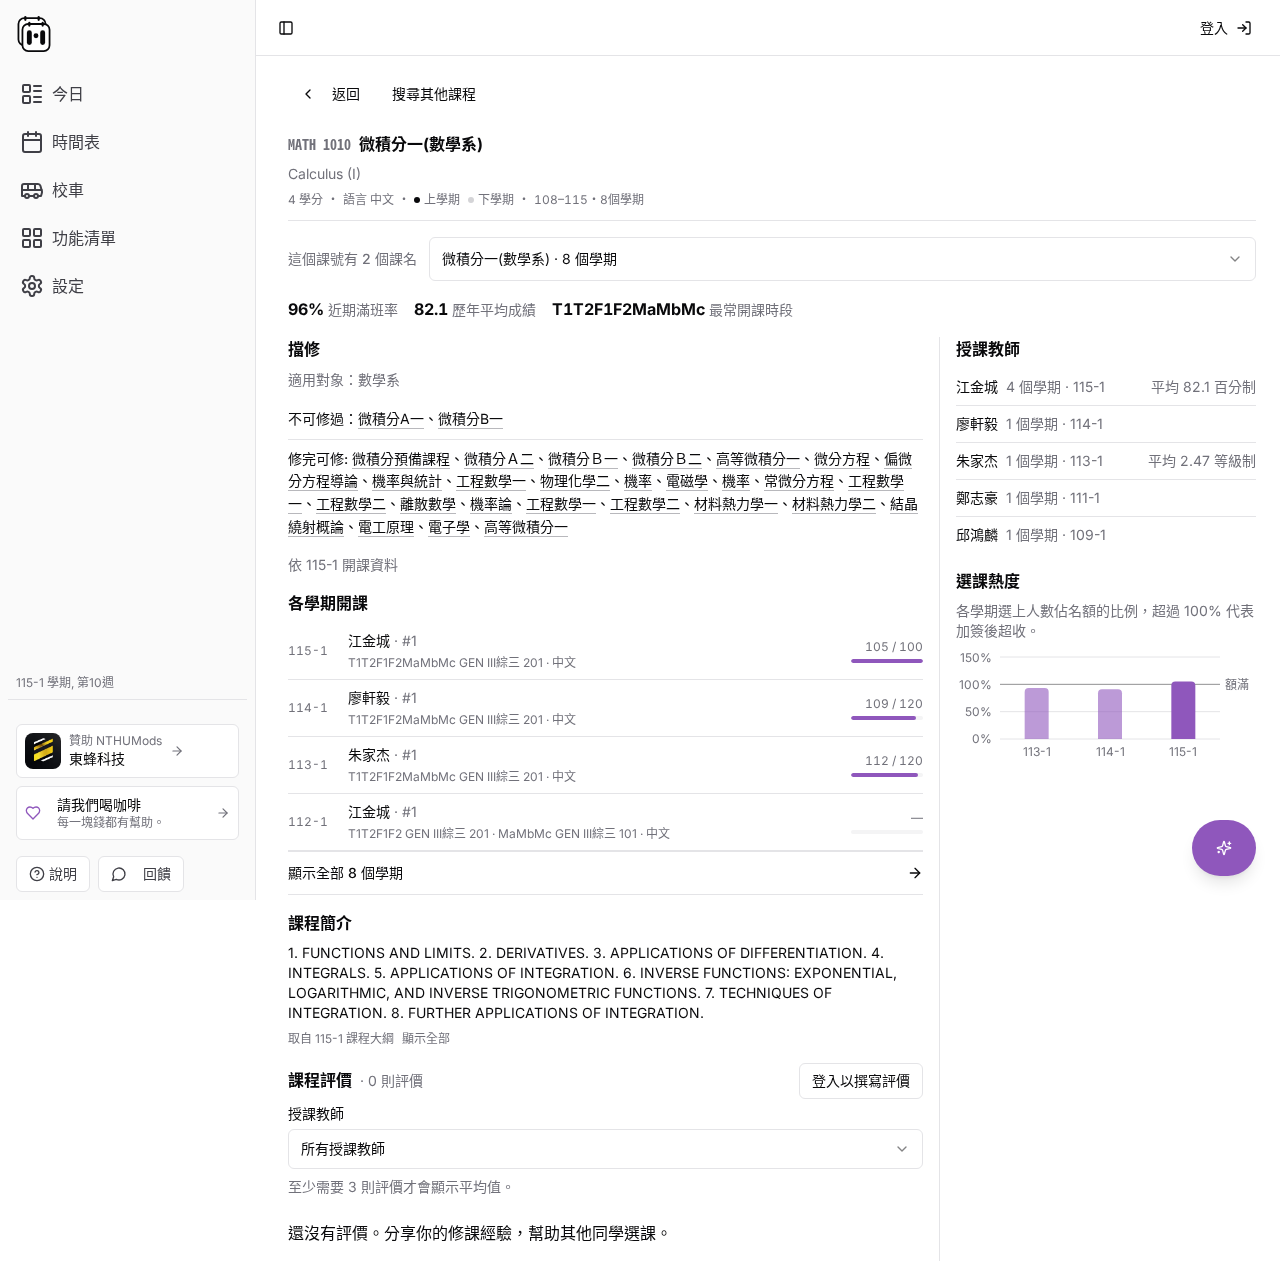 登入
今日
時間表
校車
功能清單
設定
115-1 學期, 第10週
贊助 NTHUMods
東蜂科技
請我們喝咖啡
每一塊錢都有幫助。
說明
回饋
返回
搜尋其他課程
MATH 1010 微積分一(數學系)
Calculus (I)
4 學分 · 語言 中文 · 上學期 下學期 · 108–115・8個學期
這個課號有 2 個課名
微積分一(數學系) · 8 個學期
96% 近期滿班率 82.1 歷年平均成績 T1T2F1F2MaMbMc 最常開課時段
擋修
適用對象：數學系
不可修過：微積分A一、微積分B一
修完可修: 微積分預備課程、微積分Ａ二、微積分Ｂ一、微積分Ｂ二、高等微積分一、微分方程、偏微
分方程導論、機率與統計、工程數學一、物理化學二、機率、電磁學、機率、常微分方程、工程數學
一、工程數學二、離散數學、機率論、工程數學一、工程數學二、材料熱力學一、材料熱力學二、結晶
繞射概論、電工原理、電子學、高等微積分一
依 115-1 開課資料
各學期開課
115-1
江金城 · #1
T1T2F1F2MaMbMc GEN III綜三 201 · 中文
105 / 100
114-1
廖軒毅 · #1
T1T2F1F2MaMbMc GEN III綜三 201 · 中文
109 / 120
113-1
朱家杰 · #1
T1T2F1F2MaMbMc GEN III綜三 201 · 中文
112 / 120
112-1
江金城 · #1
T1T2F1F2 GEN III綜三 201 · MaMbMc GEN III綜三 101 · 中文
—
顯示全部 8 個學期
課程簡介
1. FUNCTIONS AND LIMITS. 2. DERIVATIVES. 3. APPLICATIONS OF DIFFERENTIATION. 4.
INTEGRALS. 5. APPLICATIONS OF INTEGRATION. 6. INVERSE FUNCTIONS: EXPONENTIAL,
LOGARITHMIC, AND INVERSE TRIGONOMETRIC FUNCTIONS. 7. TECHNIQUES OF
INTEGRATION. 8. FURTHER APPLICATIONS OF INTEGRATION.
取自 115-1 課程大綱 顯示全部
課程評價 · 0 則評價
登入以撰寫評價
授課教師
所有授課教師
至少需要 3 則評價才會顯示平均值。
還沒有評價。分享你的修課經驗，幫助其他同學選課。
授課教師
江金城 4 個學期 · 115-1 平均 82.1 百分制
廖軒毅 1 個學期 · 114-1
朱家杰 1 個學期 · 113-1 平均 2.47 等級制
鄭志豪 1 個學期 · 111-1
邱鴻麟 1 個學期 · 109-1
選課熱度
各學期選上人數佔名額的比例，超過 100% 代表
加簽後超收。
150%
100%
額滿
50%
0%
113-1 114-1 115-1